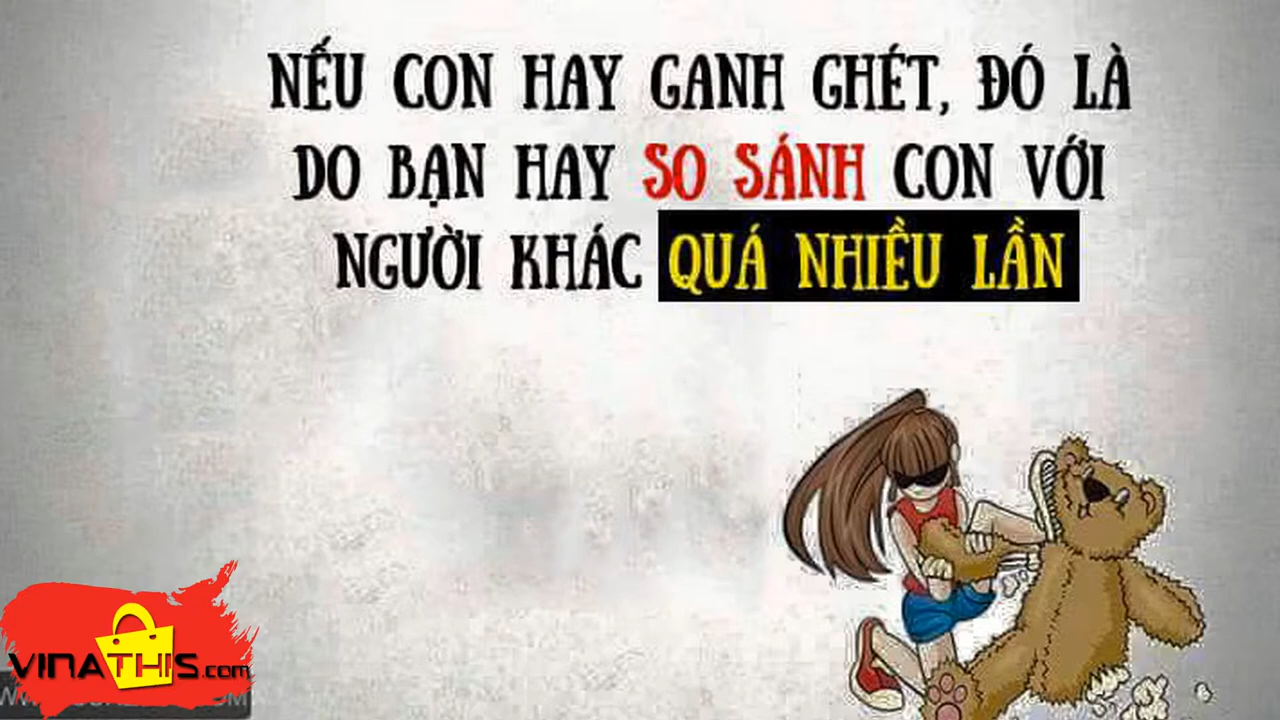 NẾU CON HAY GANH GHÉT, ĐÓ LÀ
DO BẠN HAY SO SÁNH CON VỚI
NGƯỜI KHÁC QUÁ NHIỀU LẦN
VINATHIS.com